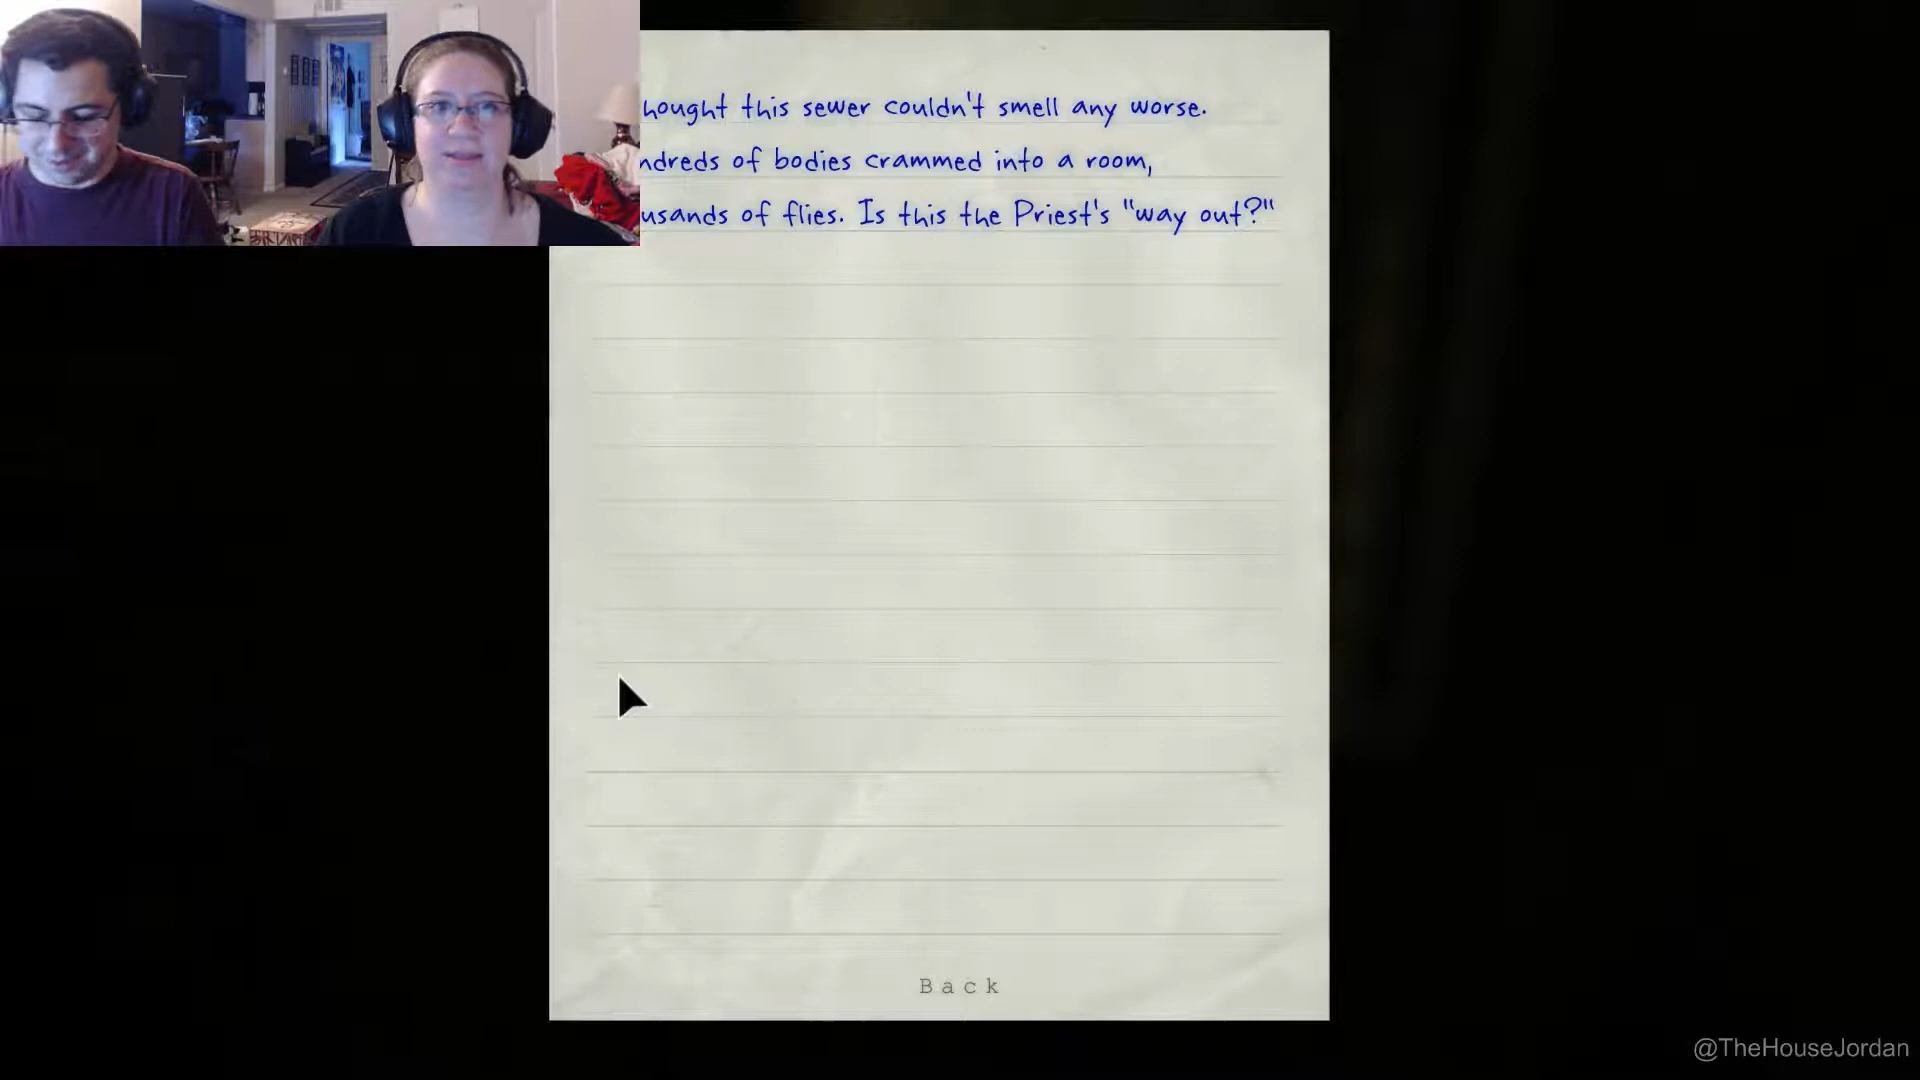 hought this sewer couldn't smell any worse.
ndreds of bodies crammed into a room,
usands of flies. Is this the Priest's "way out?"
Back
@TheHouseJordan